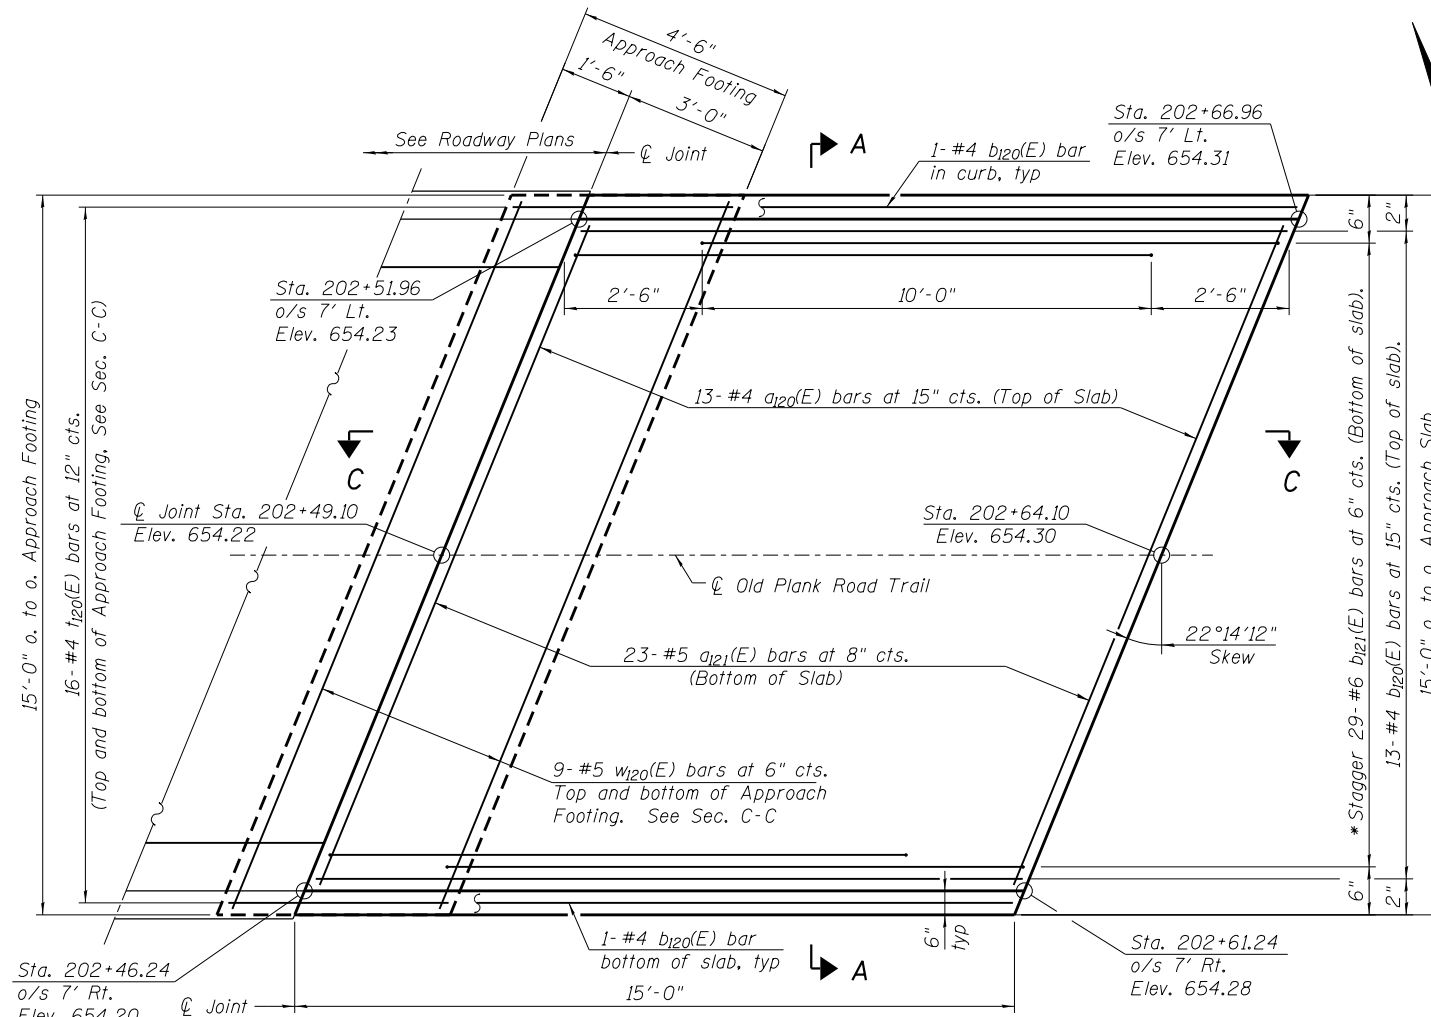 4'-6"
Approach Footing
1'-6"
3'-0"
See Roadway Plans
℄ Joint
A
1-#4 b120(E) bar
in curb, typ
Sta. 202+66.96
o/s 7' Lt.
Elev. 654.31
6"
2"
Sta. 202+51.96
o/s 7' Lt.
Elev. 654.23
2'-6"
10'-0"
2'-6"
15'-0" o. to o. Approach Footing
16-#4 t120(E) bars at 12" cts.
(Top and bottom of Approach Footing, See Sec. C-C)
13-#4 a120(E) bars at 15" cts. (Top of Slab)
C
C
℄ Joint Sta. 202+49.10
Elev. 654.22
Sta. 202+64.10
Elev. 654.30
℄ Old Plank Road Trail
22°14'12"
Skew
23-#5 a121(E) bars at 8" cts.
(Bottom of Slab)
9-#5 w120(E) bars at 6" cts.
Top and bottom of Approach
Footing. See Sec. C-C
* Stagger 29-#6 b121(E) bars at 6" cts. (Bottom of slab).
13-#4 b120(E) bars at 15" cts. (Top of slab).
15'-0" o. to o. Approach Slab
6"
2"
6"
typ
1-#4 b120(E) bar
bottom of slab, typ
A
Sta. 202+61.24
o/s 7' Rt.
Elev. 654.28
Sta. 202+46.24
o/s 7' Rt.
Elev. 654.20
℄ Joint
15'-0"